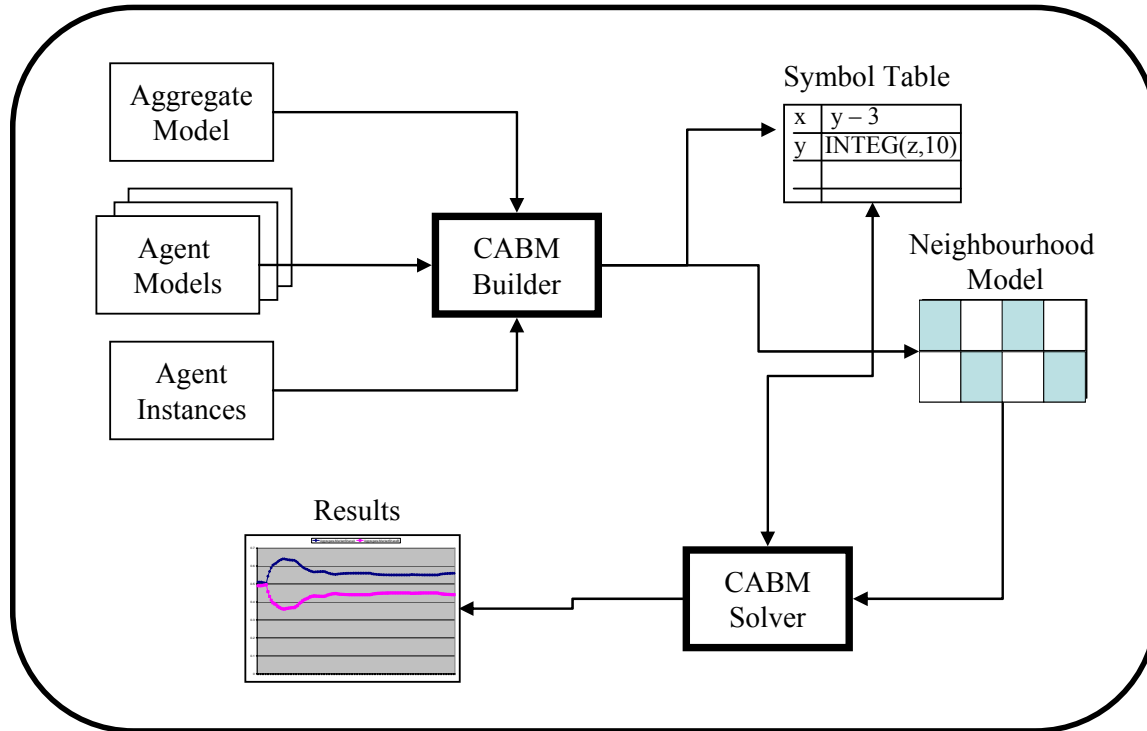 Aggregate
Model
Symbol Table
x y – 3
y INTEG(z,10)
Agent
Models
CABM
Builder
Neighbourhood
Model
Agent
Instances
Results
CABM
Solver